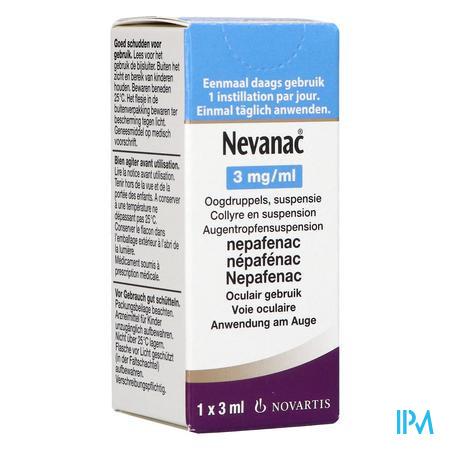 Goed schudden voor
gebruik. Lees voor het
gebruik de bijsluiter. Buiten
het zicht en bereik van kinderen
houden. Bewaren beneden
25°C. Het flesje in de
buitenverpakking bewaren ter
bescherming tegen licht.
Geneesmiddel op medisch
voorschrift.
Bien agiter avant utilisation.
Lire la notice avant utilisation.
Tenir hors de la vue et de la
portée des enfants. A conserver
à une température ne
dépassant pas 25°C.
Conserver le flacon dans
l'emballage extérieur à l'abri de
la lumière.
Médicament soumis à
prescription médicale.
Vor Gebrauch gut schütteln.
Packungsbeilage beachten.
Arzneimittel für Kinder
unzugänglich aufbewahren.
Nicht über 25°C lagern.
Flasche vor Licht geschützt
(in der Faltschachtel)
aufbewahren.
Verschreibungspflichtig.
Eenmaal daags gebruik
1 instillation par jour.
Einmal täglich anwenden.
Nevanac®
3 mg/ml
Oogdruppels, suspensie
Collyre en suspension
Augentropfensuspension
nepafenac
népafénac
Nepafenac
Oculair gebruik
Voie oculaire
Anwendung am Auge
1 x 3 ml NOVARTIS
IPM